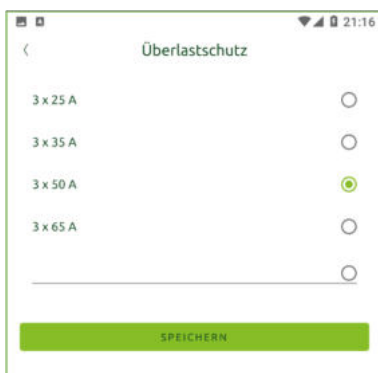 21:16
Überlastschutz
3 x 25 A
3 x 35 A
3 x 50 A
3 x 65 A
SPEICHERN